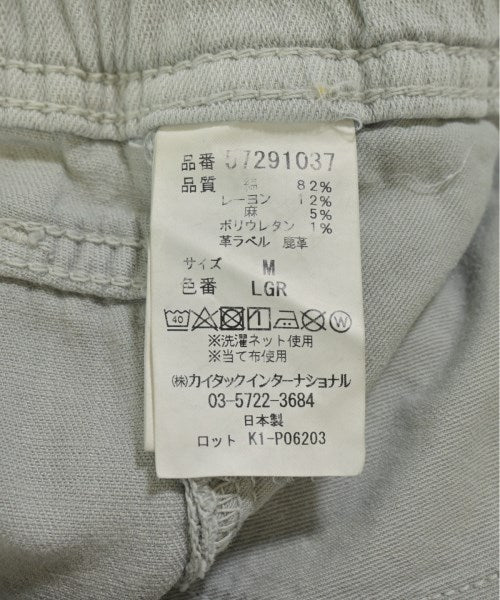 品番 57291037
品質 綿 82%
レーヨン 12%
麻 5%
ポリウレタン 1%
革ラベル 鹿革
サイズ M
色番 LGR
40 W
※洗濯ネット使用
※当て布使用
㈱カイタックインターナショナル
03-5722-3684
日本製
ロット K1-P06203